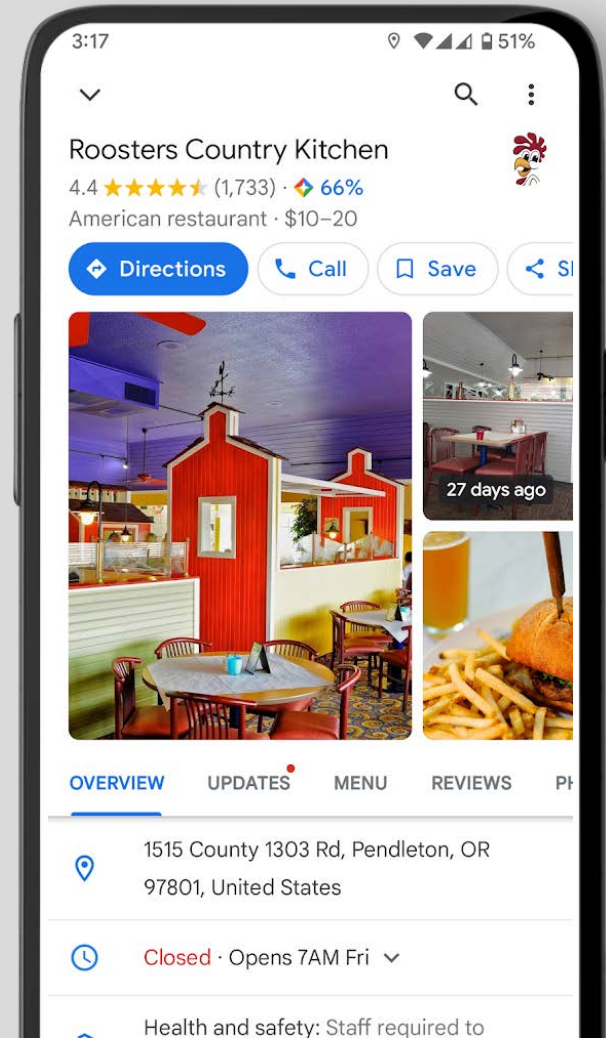 3:17 51%
Roosters Country Kitchen
4.4 (1,733) · 66%
American restaurant · $10–20
Directions Call Save
27 days ago
OVERVIEW UPDATES MENU REVIEWS
1515 County 1303 Rd, Pendleton, OR
97801, United States
Closed · Opens 7AM Fri
Health and safety: Staff required to